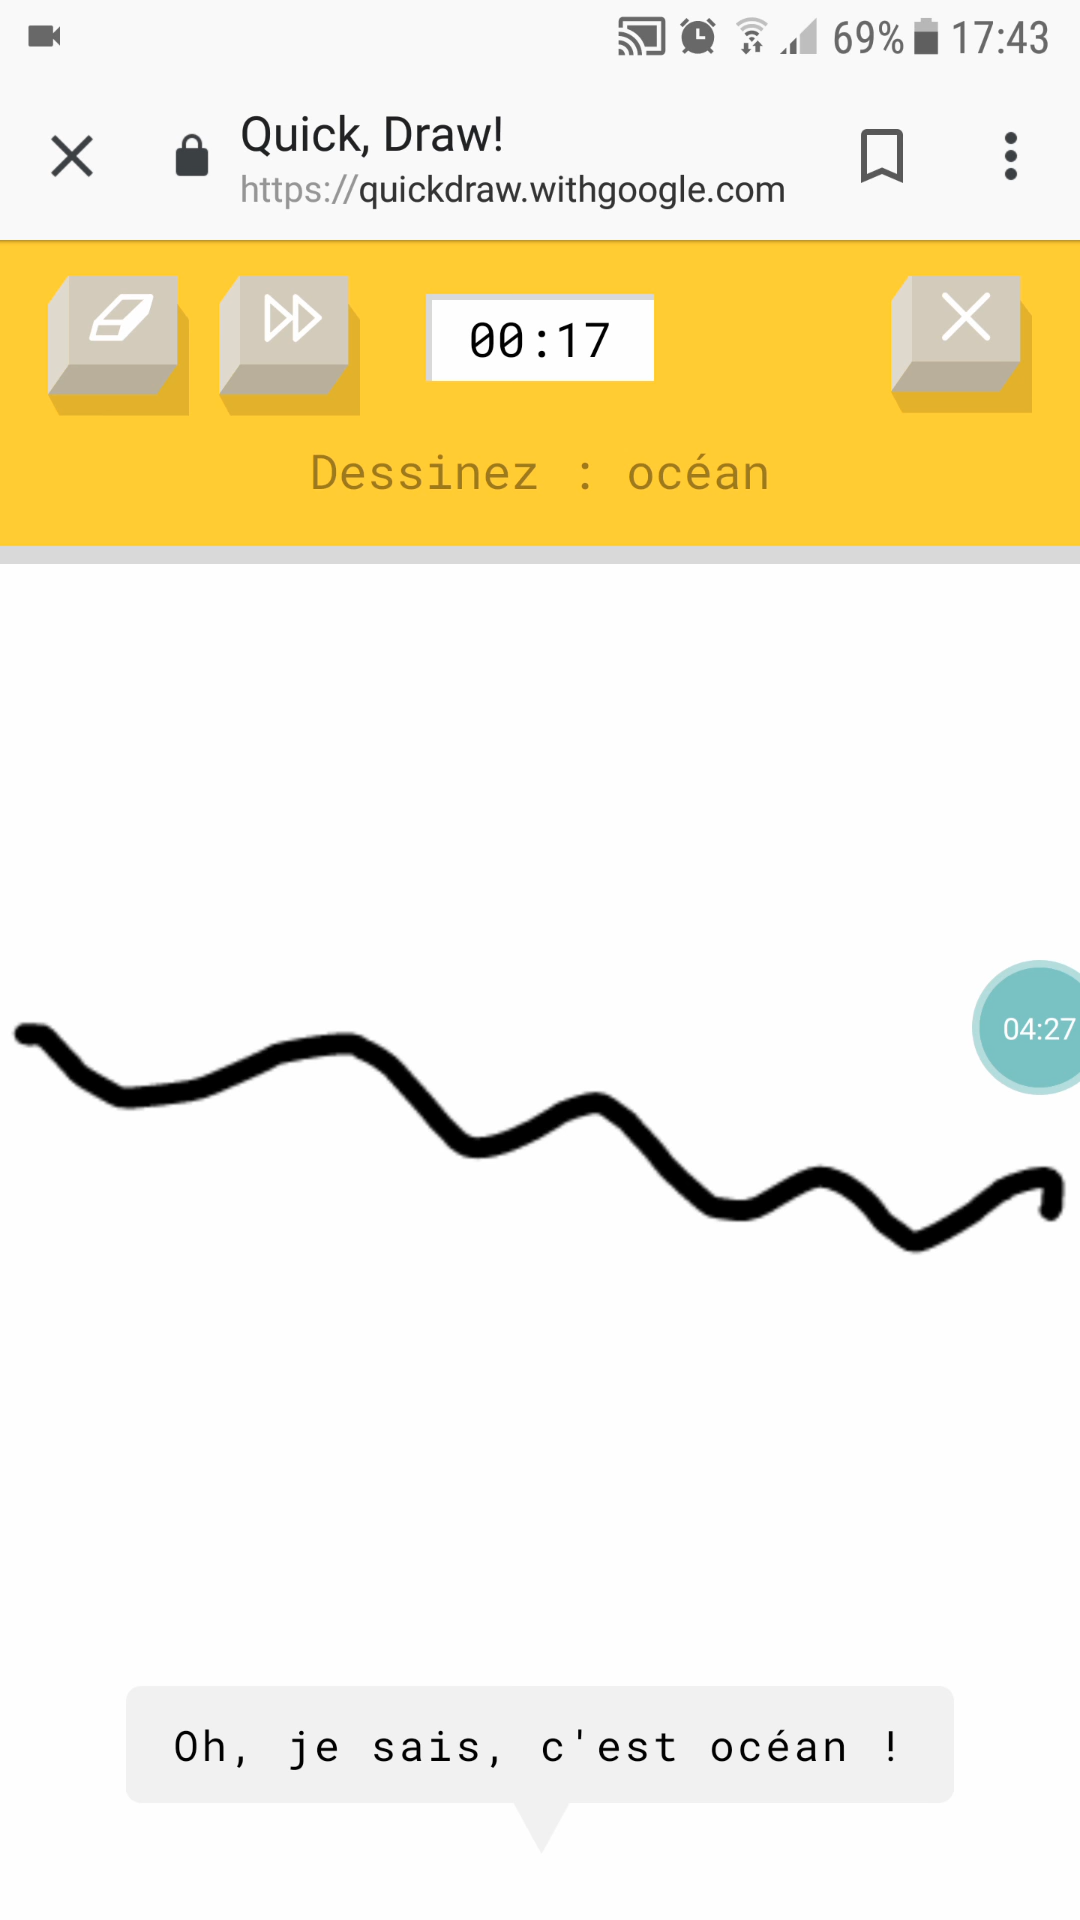 69% 17:43
Quick, Draw!
https://quickdraw.withgoogle.com
00:17
Dessinez : océan
04:27
Oh, je sais, c'est océan !